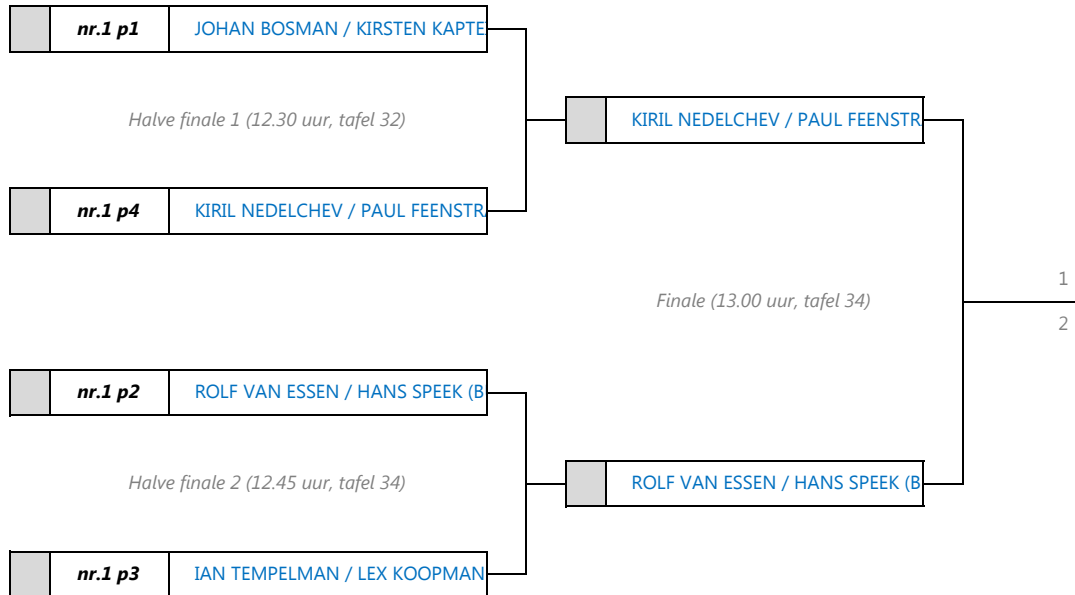 nr.1 p1 JOHAN BOSMAN / KIRSTEN KAPTE
Halve finale 1 (12.30 uur, tafel 32)
KIRIL NEDELCHEV / PAUL FEENSTR
nr.1 p4 KIRIL NEDELCHEV / PAUL FEENSTRA
1
Finale (13.00 uur, tafel 34)
2
nr.1 p2 ROLF VAN ESSEN / HANS SPEEK (B
Halve finale 2 (12.45 uur, tafel 34)
ROLF VAN ESSEN / HANS SPEEK (B
nr.1 p3 IAN TEMPELMAN / LEX KOOPMAN